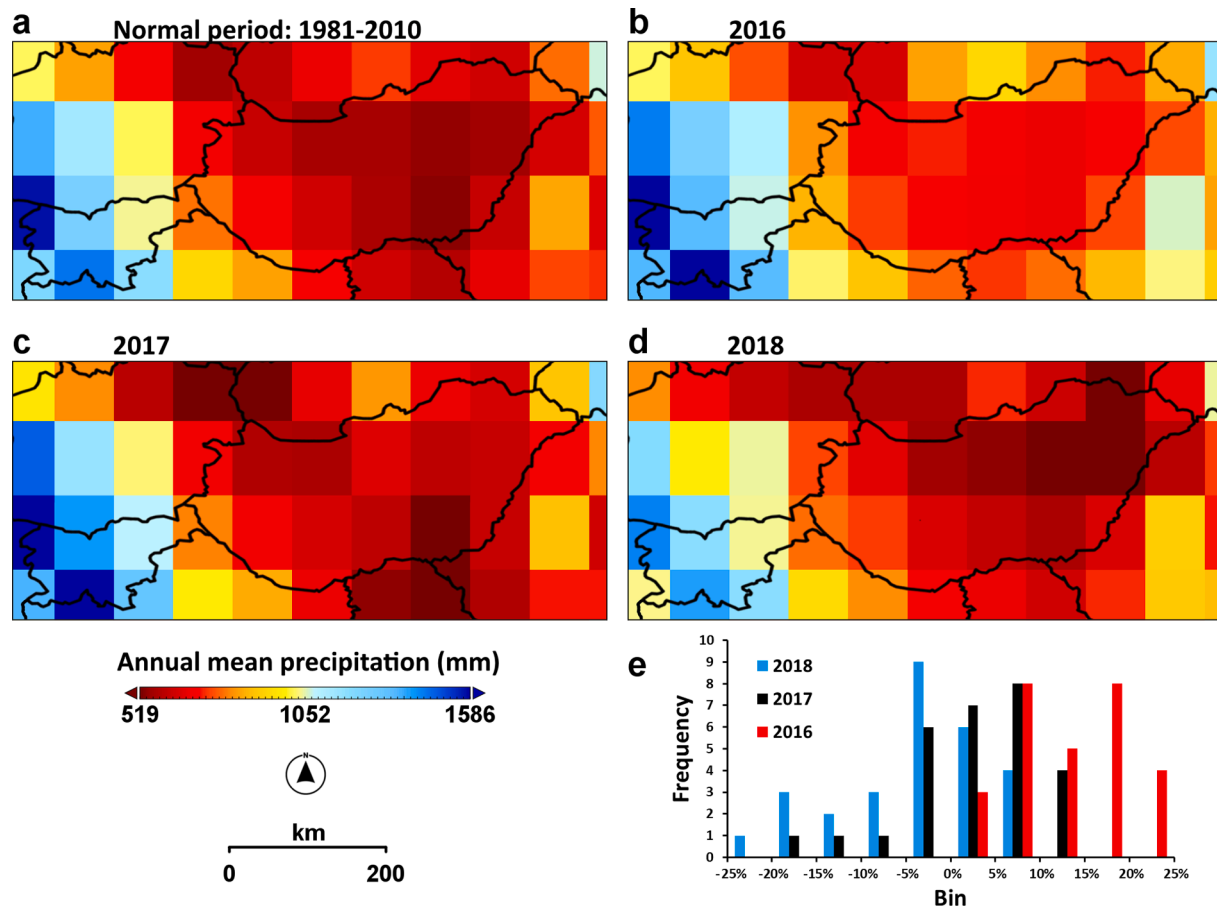 a
Normal period: 1981-2010
b
2016
c
2017
d
2018
Annual mean precipitation (mm)
519 1052 1586
N
km
0 200
e
10
9
8
7
6
5
4
3
2
1
0
Frequency
2018
2017
2016
-25% -20% -15% -10% -5% 0% 5% 10% 15% 20% 25%
Bin